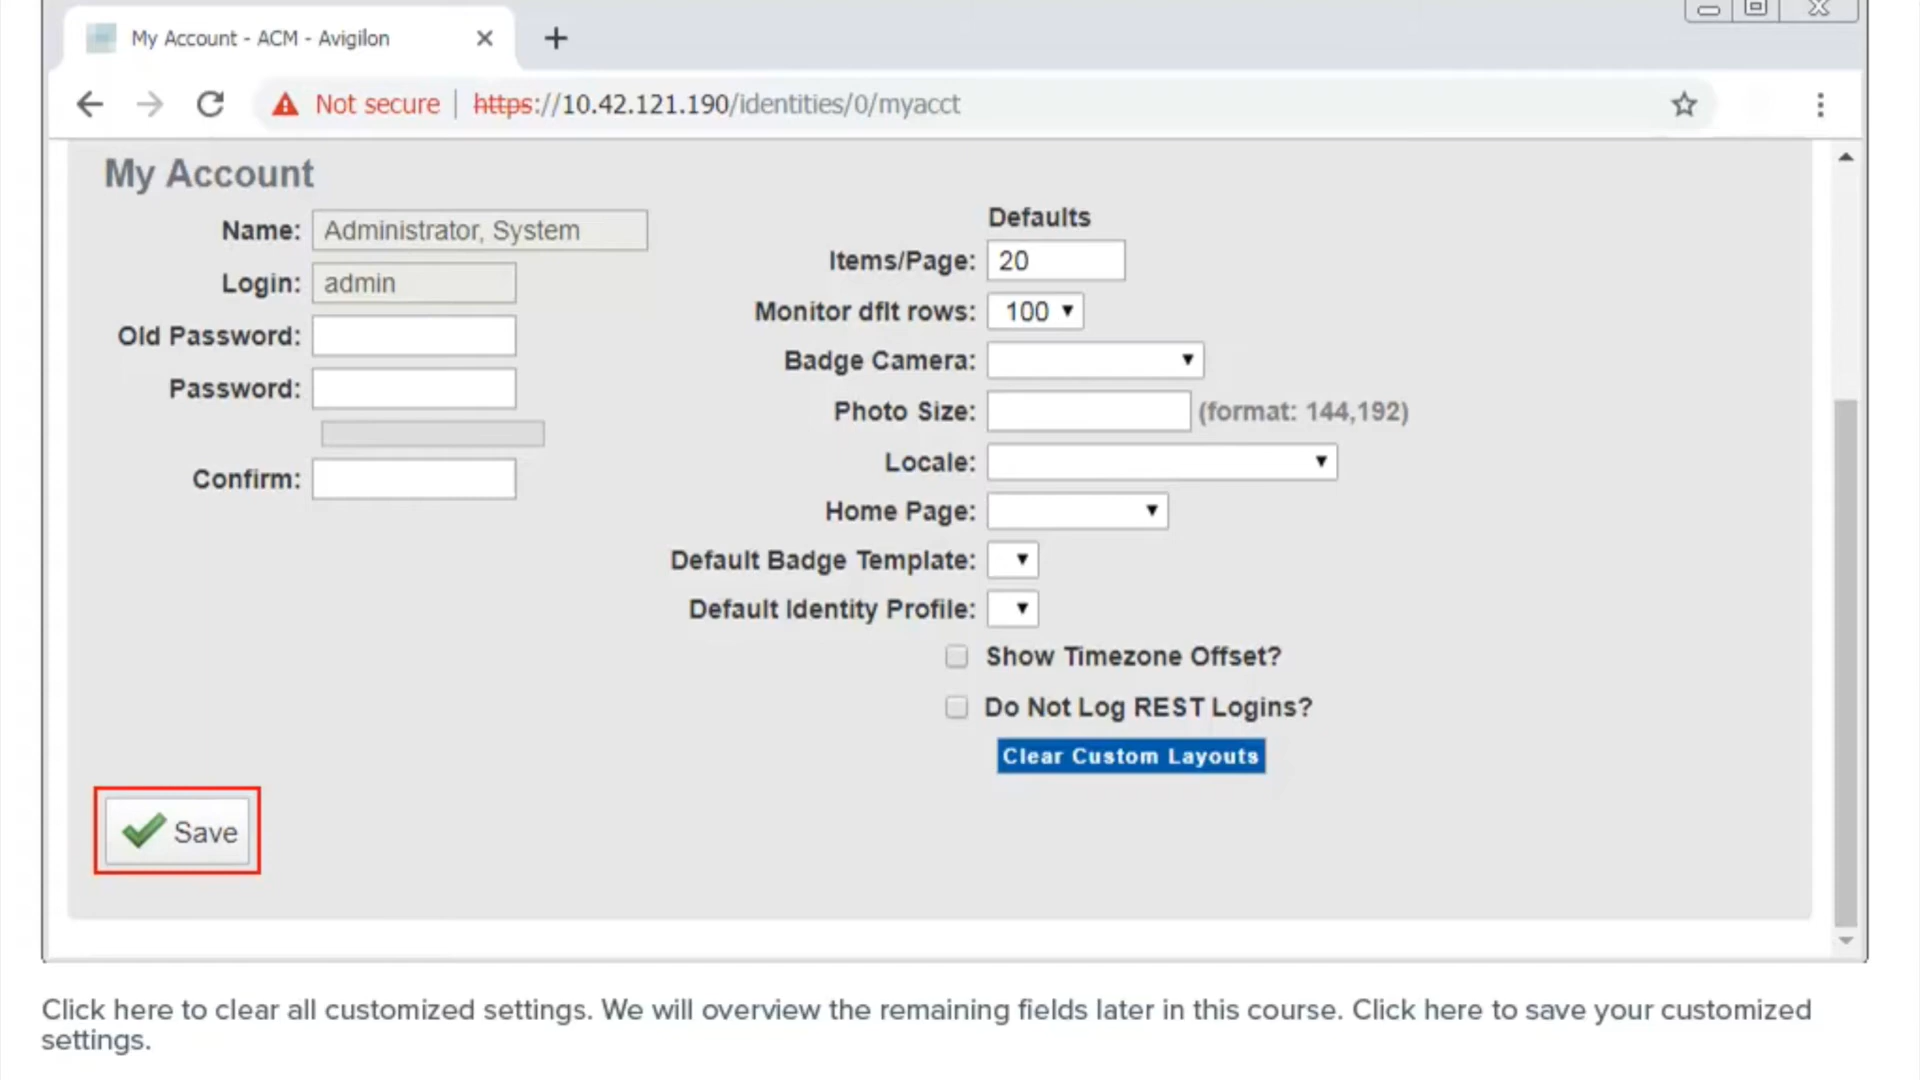 My Account - ACM - Avigilon
Not secure | https://10.42.121.190/identities/0/myacct
My Account
Name: Administrator, System
Login: admin
Old Password:
Password:
Confirm:
Defaults
Items/Page: 20
Monitor dflt rows: 100
Badge Camera:
Photo Size: (format: 144,192)
Locale:
Home Page:
Default Badge Template:
Default Identity Profile:
Show Timezone Offset?
Do Not Log REST Logins?
Clear Custom Layouts
Save
Click here to clear all customized settings. We will overview the remaining fields later in this course. Click here to save your customized
settings.